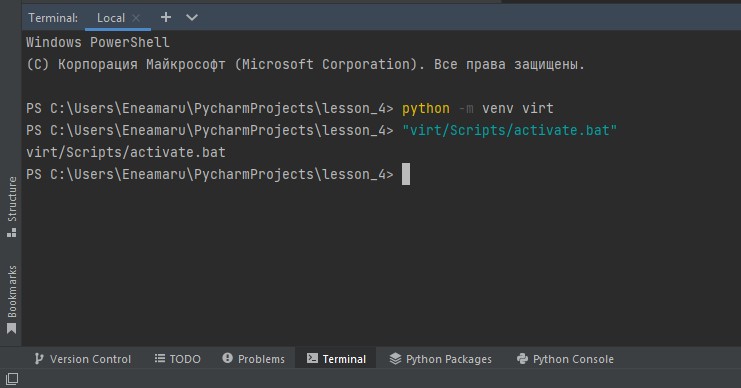 Terminal: Local × + ∨
Windows PowerShell
(C) Корпорация Майкрософт (Microsoft Corporation). Все права защищены.
PS C:\Users\Eneamaru\PycharmProjects\lesson_4> python -m venv virt
PS C:\Users\Eneamaru\PycharmProjects\lesson_4> "virt/Scripts/activate.bat"
virt/Scripts/activate.bat
PS C:\Users\Eneamaru\PycharmProjects\lesson_4>
Structure
Bookmarks
Version Control TODO Problems Terminal Python Packages Python Console